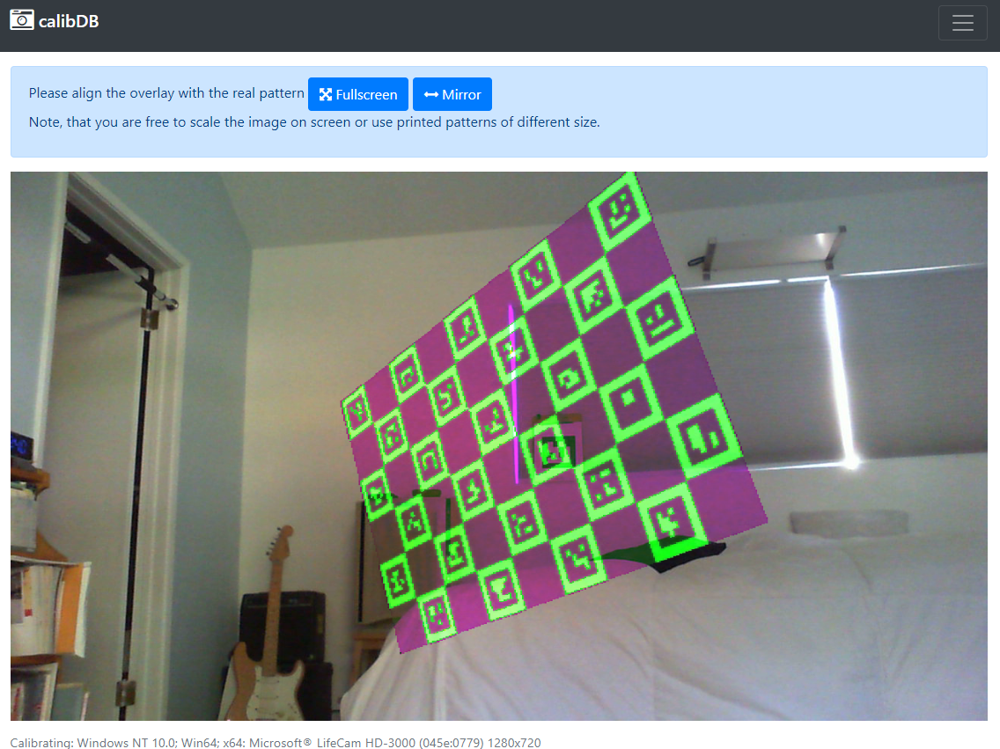 calibDB
Please align the overlay with the real pattern Fullscreen Mirror
Note, that you are free to scale the image on screen or use printed patterns of different size.
Calibrating: Windows NT 10.0; Win64; x64: Microsoft® LifeCam HD-3000 (045e:0779) 1280x720